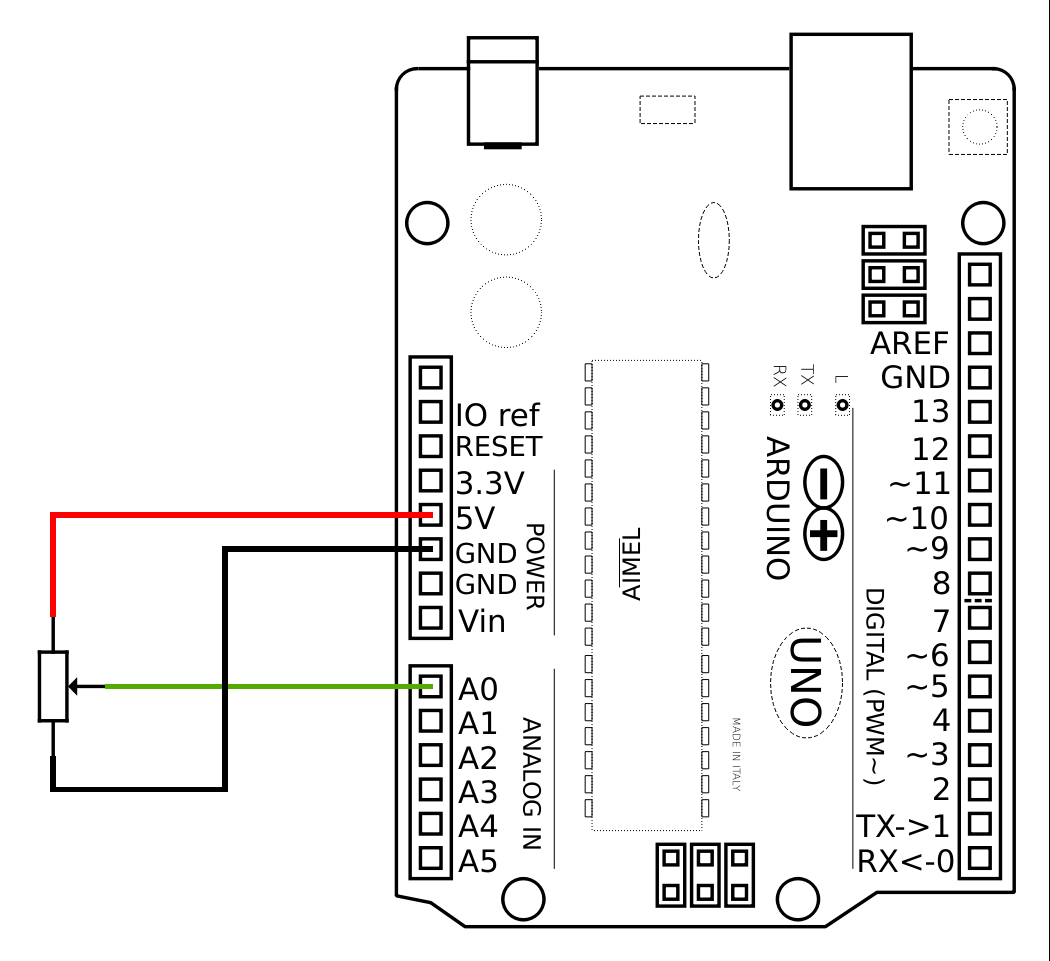 IO ref
RESET
3.3V
5V
GND
GND
Vin
POWER
A0
A1
A2
A3
A4
A5
ANALOG IN
AIMEL
MADE IN ITALY
RX
TX
L
ARDUINO
UNO
AREF
GND
13
12
~11
~10
~9
8
7
~6
~5
4
~3
2
TX->1
RX<-0
DIGITAL (PWM~)